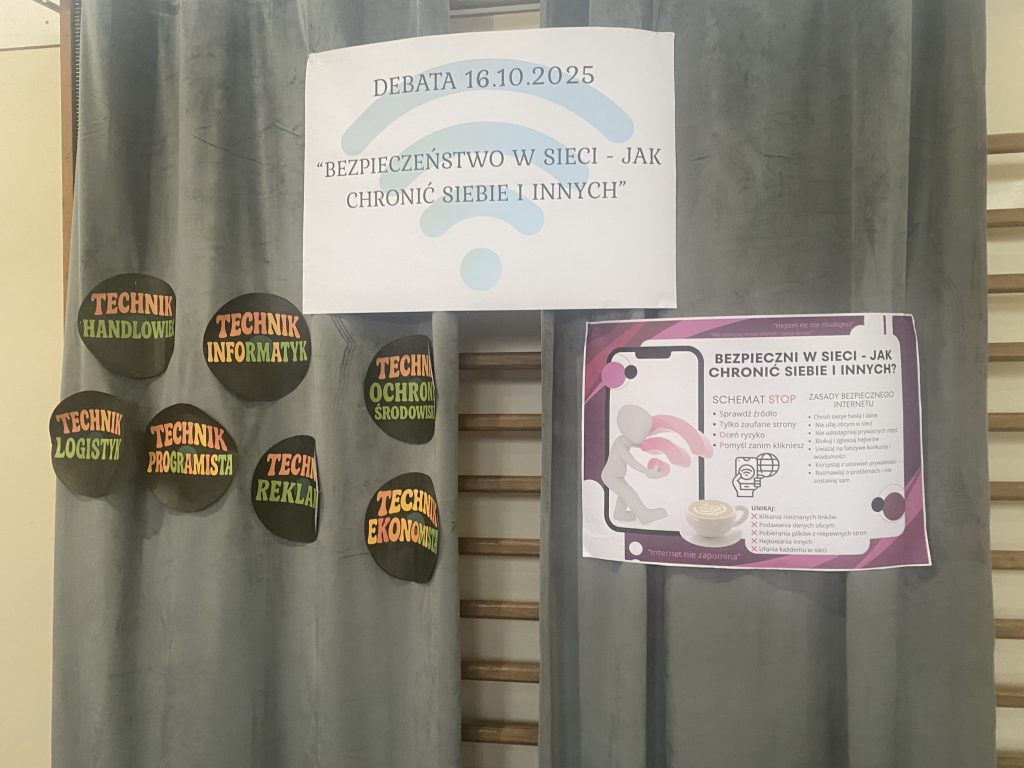 DEBATA 16.10.2025
"BEZPIECZEŃSTWO W SIECI - JAK
CHRONIĆ SIEBIE I INNYCH"
TECHNIK
HANDLOWIEC
TECHNIK
INFORMATYK
TECHNIK
OCHRONY
ŚRODOWISKA
TECHNIK
LOGISTYK
TECHNIK
PROGRAMISTA
TECHNIK
REKLAMY
TECHNIK
EKONOMISTA
"Hejtem nic nie zbudujesz"
BEZPIECZNI W SIECI - JAK
CHRONIĆ SIEBIE I INNYCH?
SCHEMAT STOP
• Sprawdź źródło
• Tylko zaufane strony
• Oceń ryzyko
• Pomyśl zanim klikniesz
ZASADY BEZPIECZNEGO
INTERNETU
• Chroń swoje hasła i dane
• Nie ufaj obcym w sieci
• Nie udostępniaj prywatnych zdjęć
• Blokuj i zgłaszaj hejterów
• Uważaj na fałszywe konkursy i
wiadomości
• Korzystaj z ustawień prywatności
• Rozmawiaj o problemach - nie
zostawaj sam
UNIKAJ:
❌ Klikania nieznanych linków
❌ Podawania danych obcym
❌ Pobierania plików z niepewnych stron
❌ Hejtowania innych
❌ Ufania każdemu w sieci
"Internet nie zapomina"